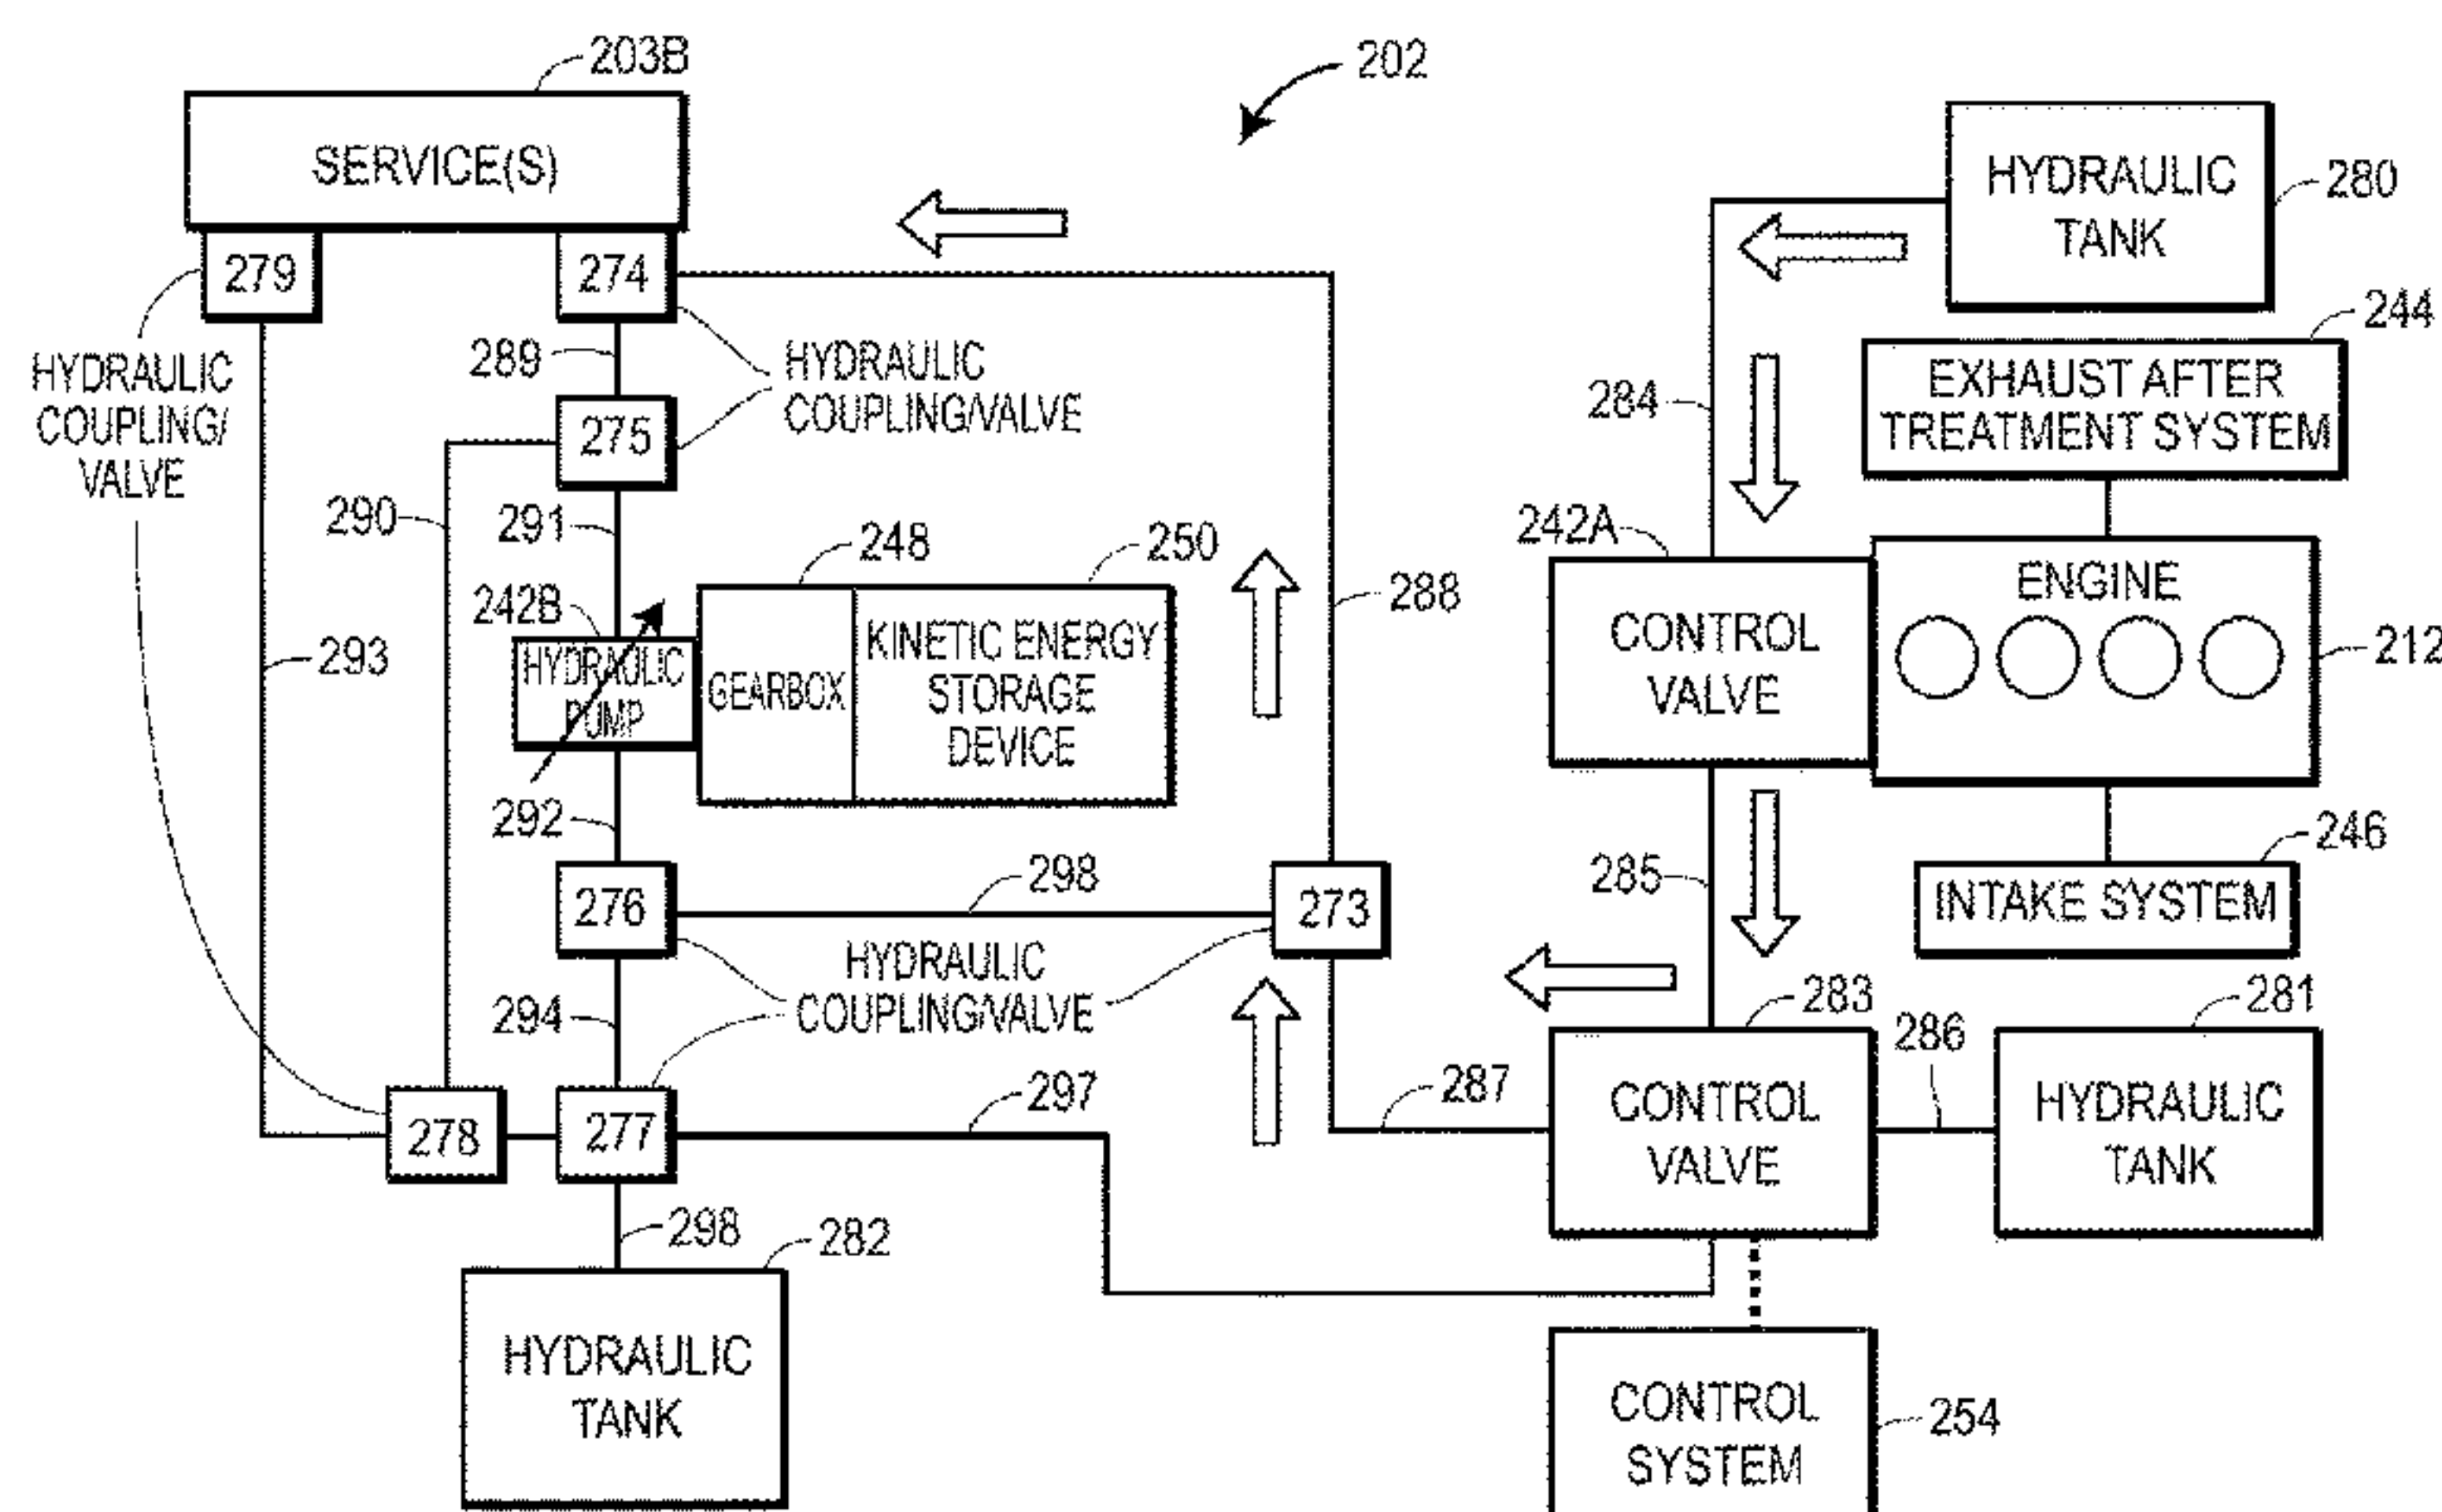 203B
202
SERVICE(S)
HYDRAULIC
TANK
280
279
274
244
289
HYDRAULIC
COUPLING/
VALVE
HYDRAULIC
COUPLING/VALVE
284
EXHAUST AFTER
TREATMENT SYSTEM
275
290
291
248
250
242A
ENGINE
242B
288
CONTROL
VALVE
HYDRAULIC
PUMP
GEARBOX
KINETIC ENERGY
STORAGE
DEVICE
293
212
292
246
298
285
276
273
INTAKE SYSTEM
HYDRAULIC
COUPLING/VALVE
294
283
281
286
297
287
278
277
CONTROL
VALVE
HYDRAULIC
TANK
298
282
HYDRAULIC
TANK
CONTROL
SYSTEM
254